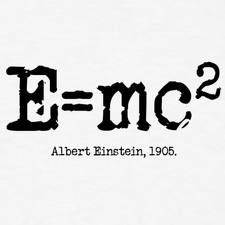 E=mc²
Albert Einstein, 1905.